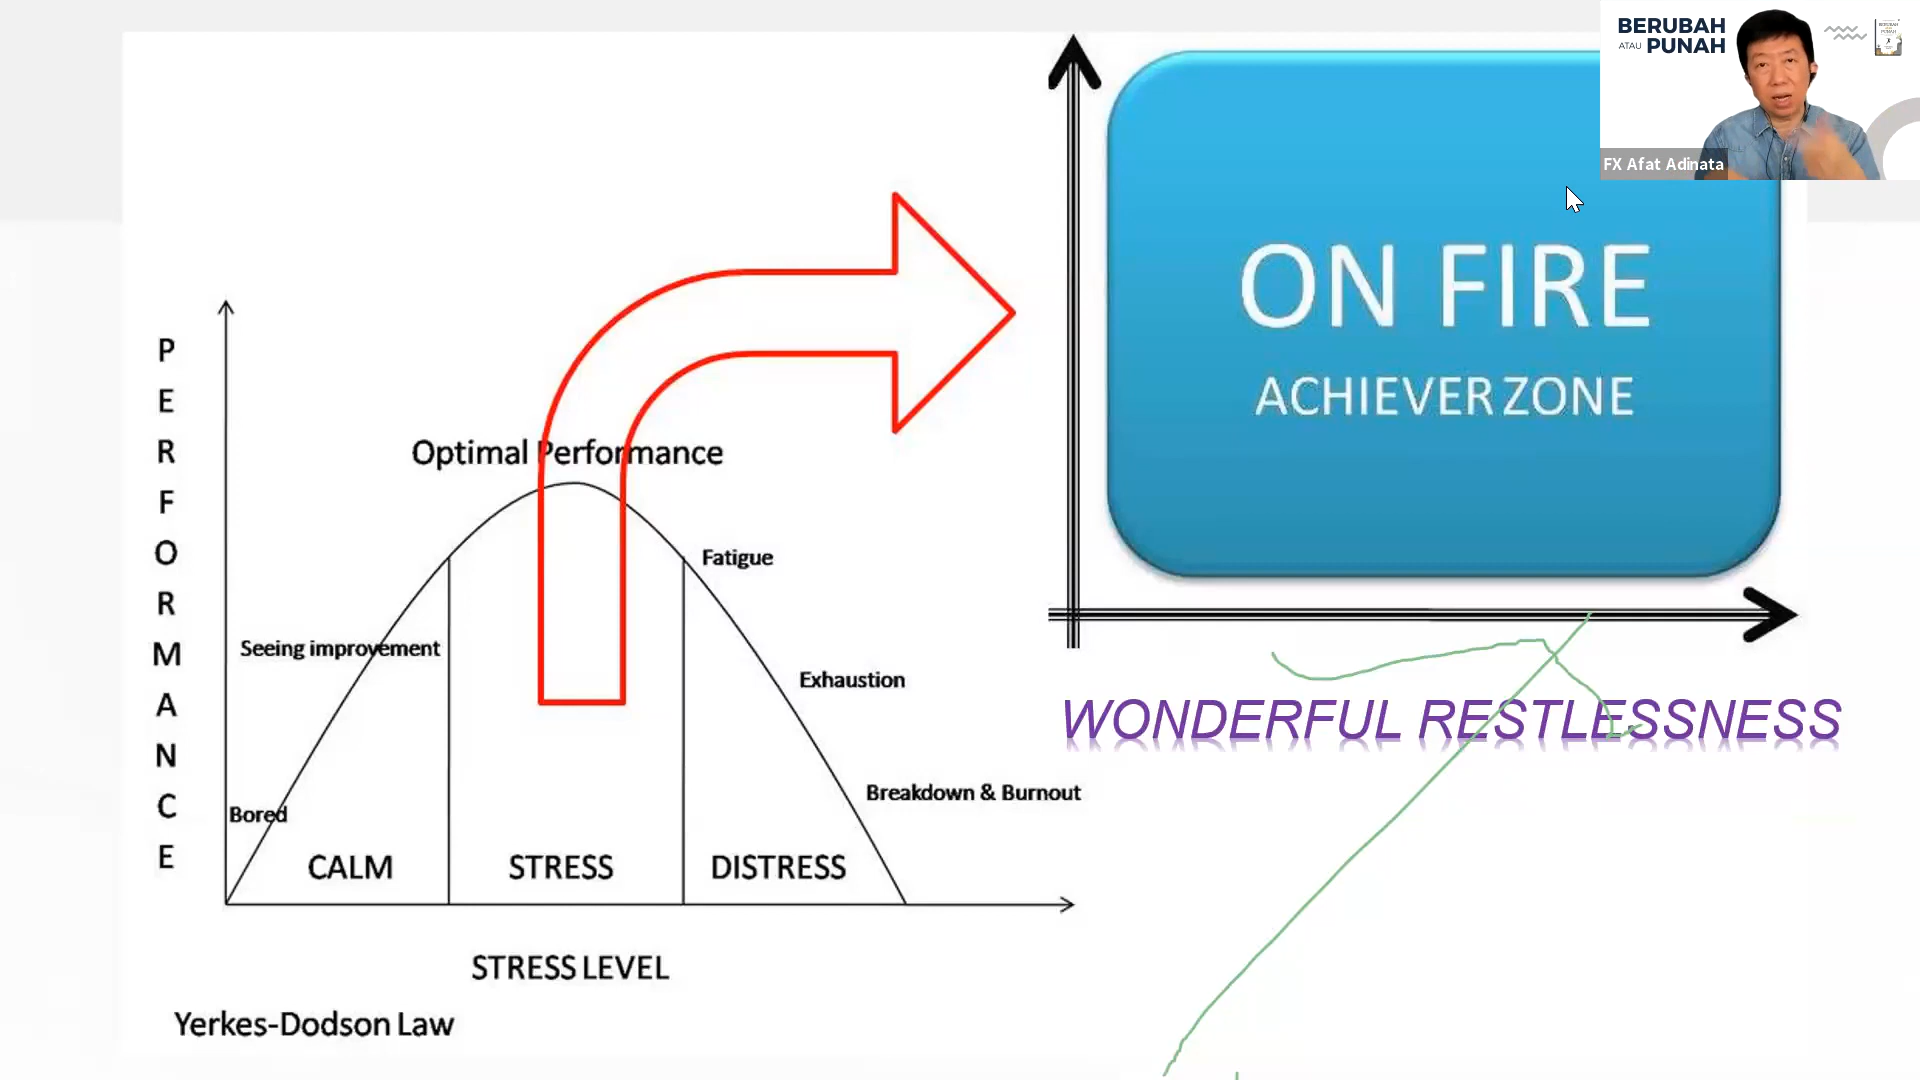 BERUBAH
ATAU PUNAH
FX Afat Adinata
ON FIRE
ACHIEVER ZONE
WONDERFUL RESTLESSNESS
PERFORMANCE
Optimal Performance
Fatigue
Seeing improvement
Exhaustion
Breakdown & Burnout
Bored
CALM
STRESS
DISTRESS
STRESS LEVEL
Yerkes-Dodson Law